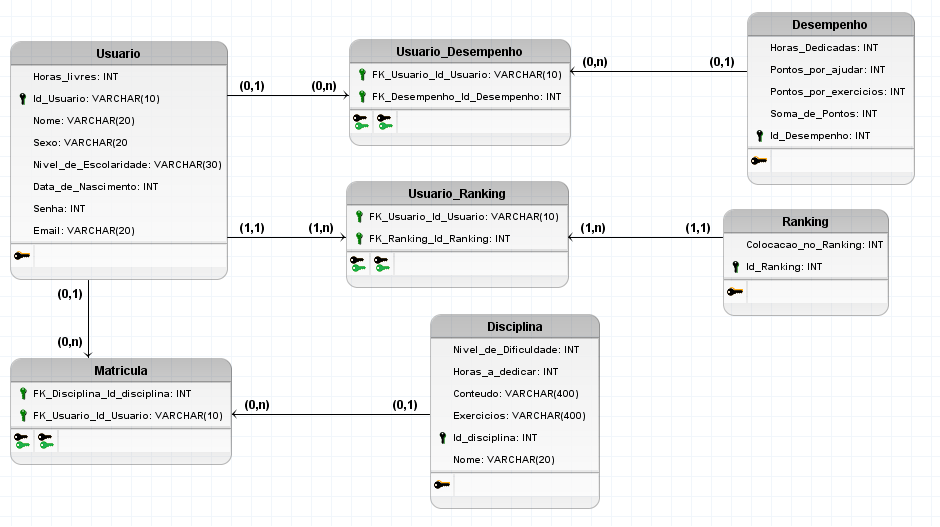 Usuario
Horas_livres: INT
Id_Usuario: VARCHAR(10)
Nome: VARCHAR(20)
Sexo: VARCHAR(20
Nivel_de_Escolaridade: VARCHAR(30)
Data_de_Nascimento: INT
Senha: INT
Email: VARCHAR(20)
(0,1)
(0,n)
Usuario_Desempenho
FK_Usuario_Id_Usuario: VARCHAR(10)
FK_Desempenho_Id_Desempenho: INT
(0,n)
(0,1)
Desempenho
Horas_Dedicadas: INT
Pontos_por_ajudar: INT
Pontos_por_exercicios: INT
Soma_de_Pontos: INT
Id_Desempenho: INT
(1,1)
(1,n)
Usuario_Ranking
FK_Usuario_Id_Usuario: VARCHAR(10)
FK_Ranking_Id_Ranking: INT
(1,n)
(1,1)
Ranking
Colocacao_no_Ranking: INT
Id_Ranking: INT
(0,1)
(0,n)
Matricula
FK_Disciplina_Id_disciplina: INT
FK_Usuario_Id_Usuario: VARCHAR(10)
(0,n)
(0,1)
Disciplina
Nivel_de_Dificuldade: INT
Horas_a_dedicar: INT
Conteudo: VARCHAR(400)
Exercicios: VARCHAR(400)
Id_disciplina: INT
Nome: VARCHAR(20)